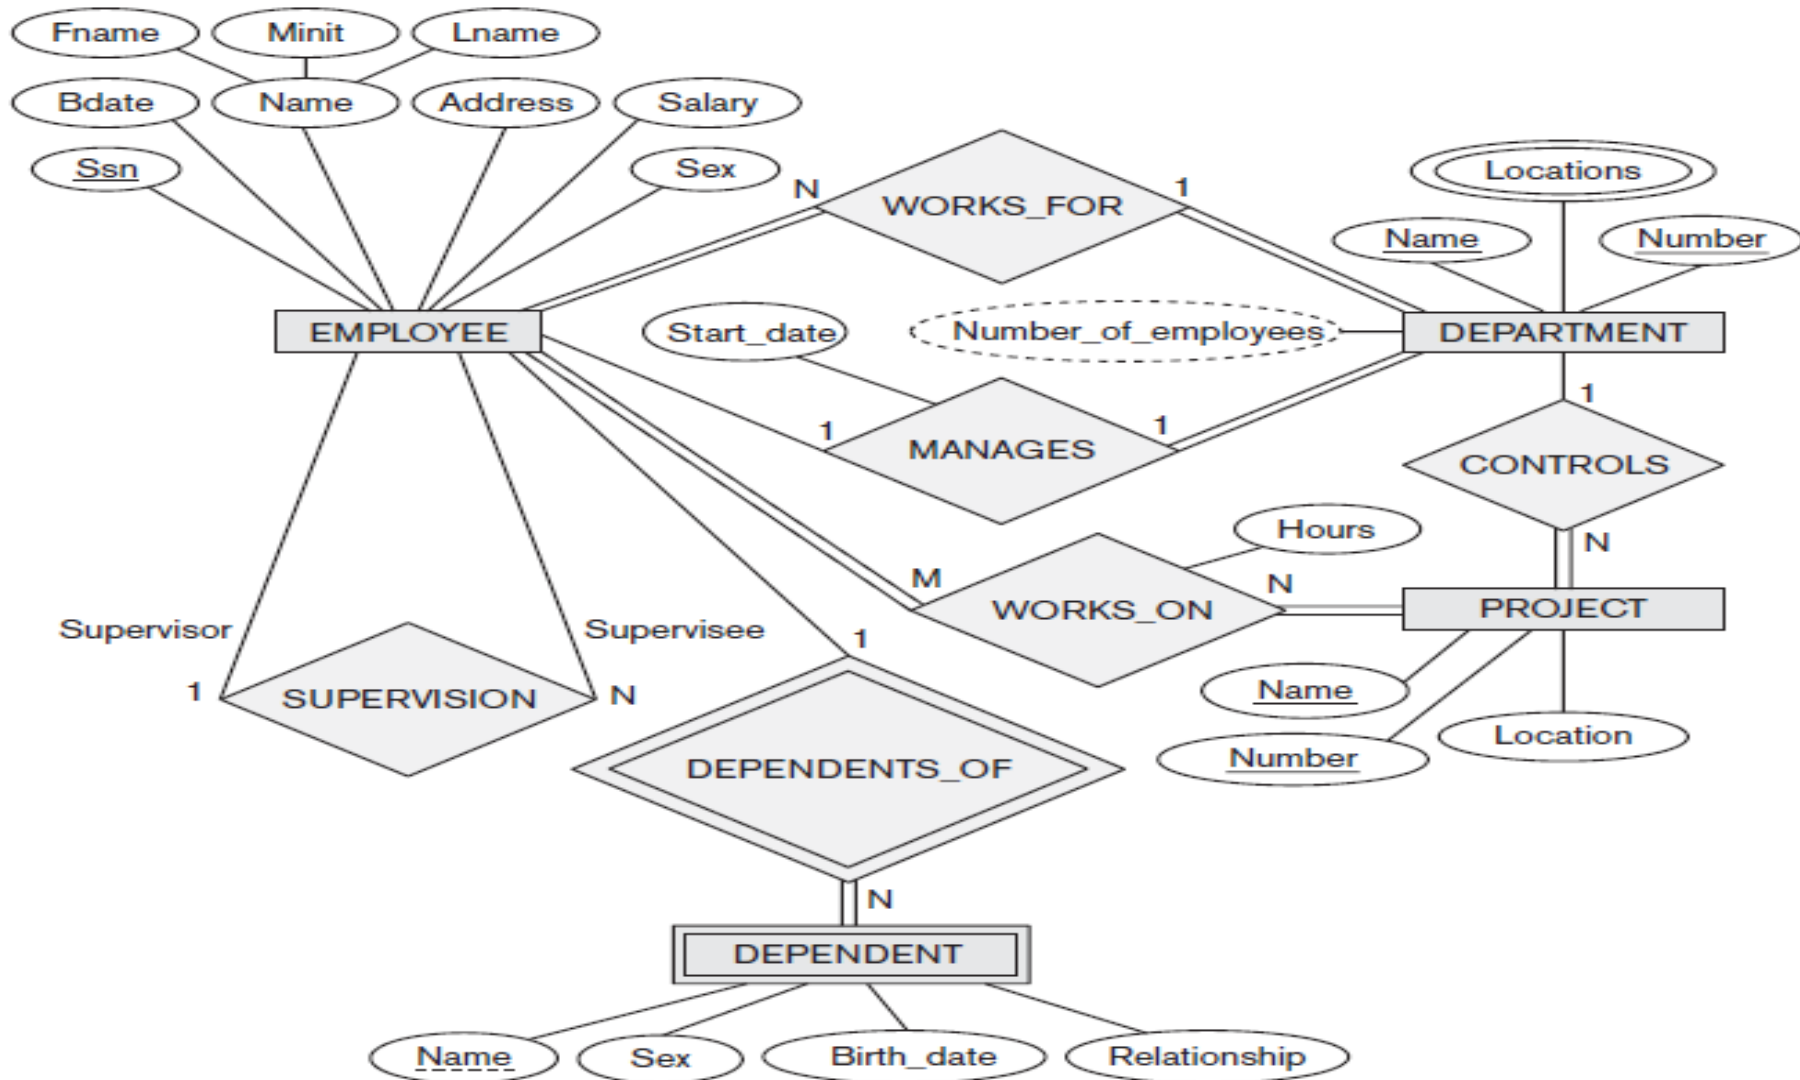 Fname Minit Lname
Bdate Name Address Salary
Ssn Sex
N WORKS_FOR 1
Locations
Name Number
EMPLOYEE Start_date Number_of_employees DEPARTMENT
1 MANAGES 1
1
CONTROLS
N
Hours
M WORKS_ON N
PROJECT
Supervisor Supervisee
1 SUPERVISION N
1
Name
Number Location
DEPENDENTS_OF
N
DEPENDENT
Name Sex Birth_date Relationship